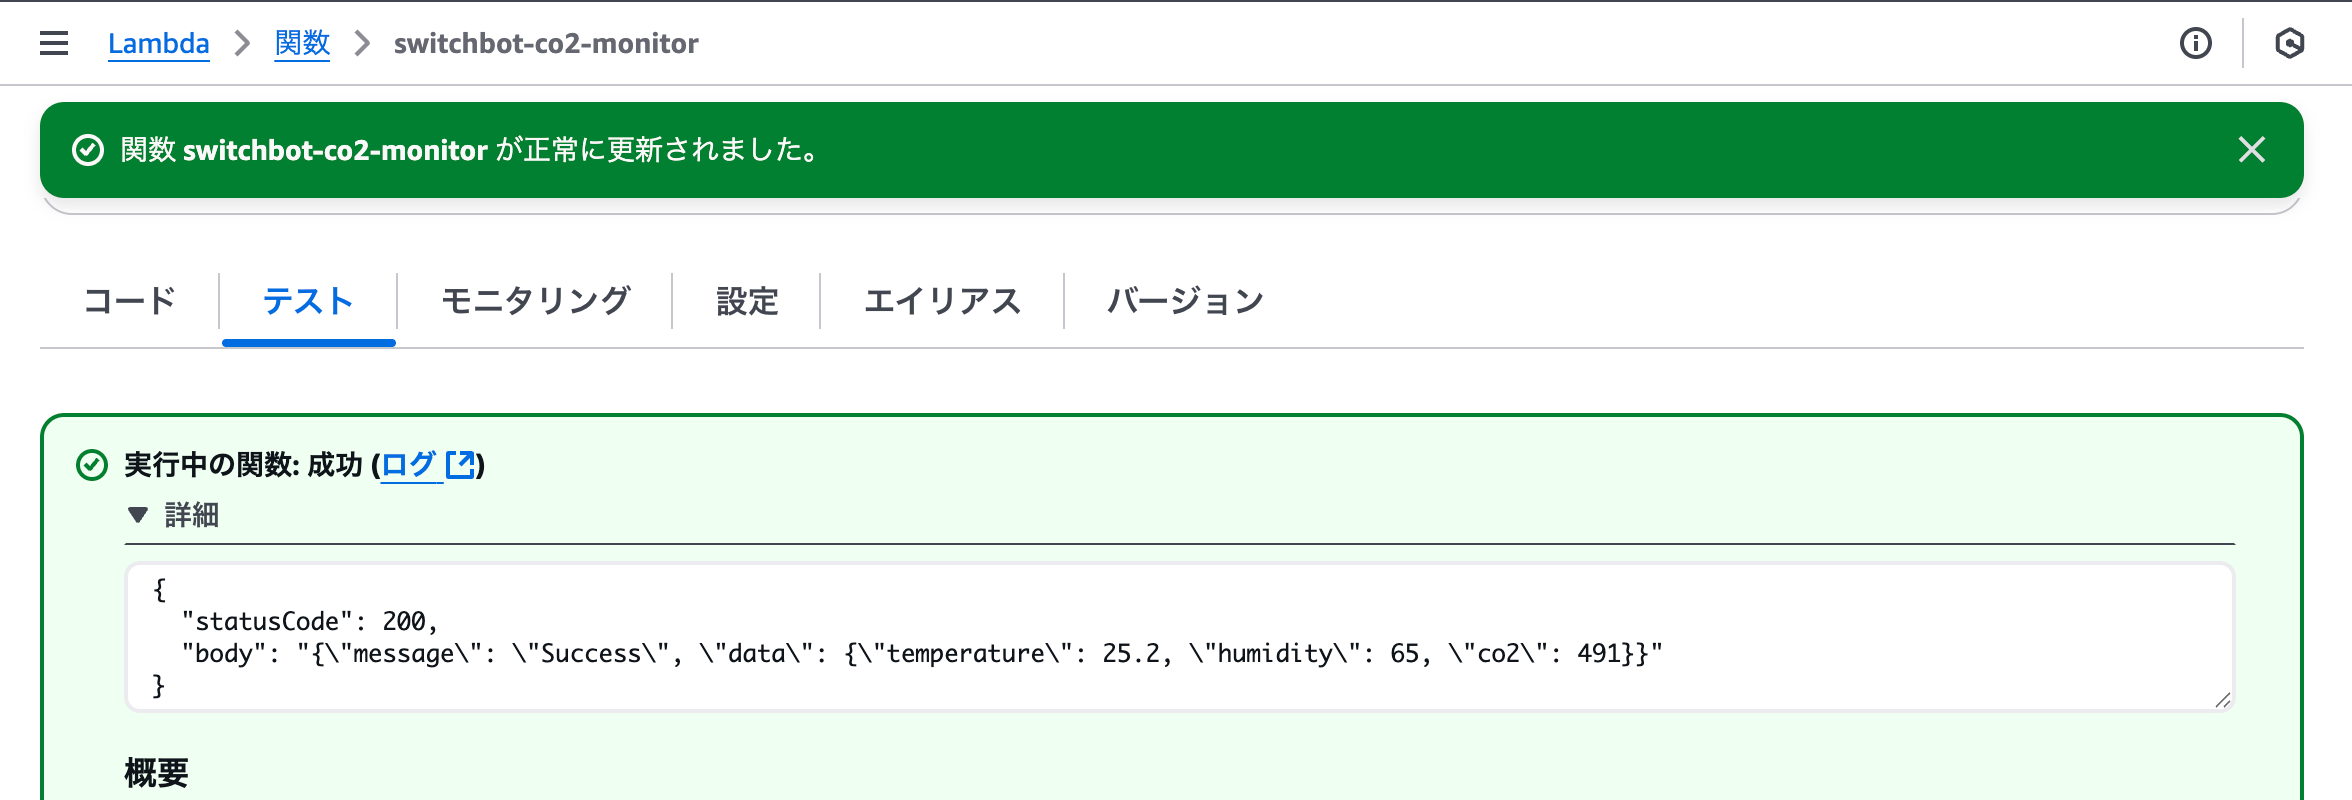 Lambda > 関数 > switchbot-co2-monitor
関数 switchbot-co2-monitor が正常に更新されました。
コード テスト モニタリング 設定 エイリアス バージョン
実行中の関数: 成功 (ログ)
▼ 詳細
{
  "statusCode": 200,
  "body": "{\"message\": \"Success\", \"data\": {\"temperature\": 25.2, \"humidity\": 65, \"co2\": 491}}"
}
概要